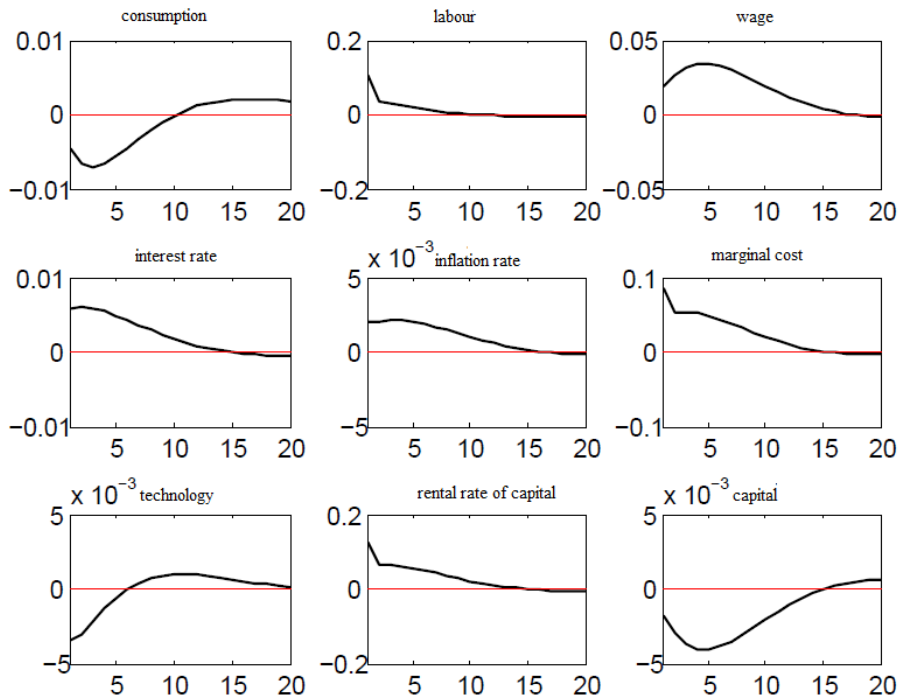 consumption
labour
wage
0.01
0
−0.01
5 10 15 20
0.2
0
−0.2
5 10 15 20
0.05
0
−0.05
5 10 15 20
interest rate
x 10⁻³ inflation rate
marginal cost
0.01
0
−0.01
5 10 15 20
5
0
−5
5 10 15 20
0.1
0
−0.1
5 10 15 20
x 10⁻³ technology
rental rate of capital
x 10⁻³ capital
5
0
−5
5 10 15 20
0.2
0
−0.2
5 10 15 20
5
0
−5
5 10 15 20